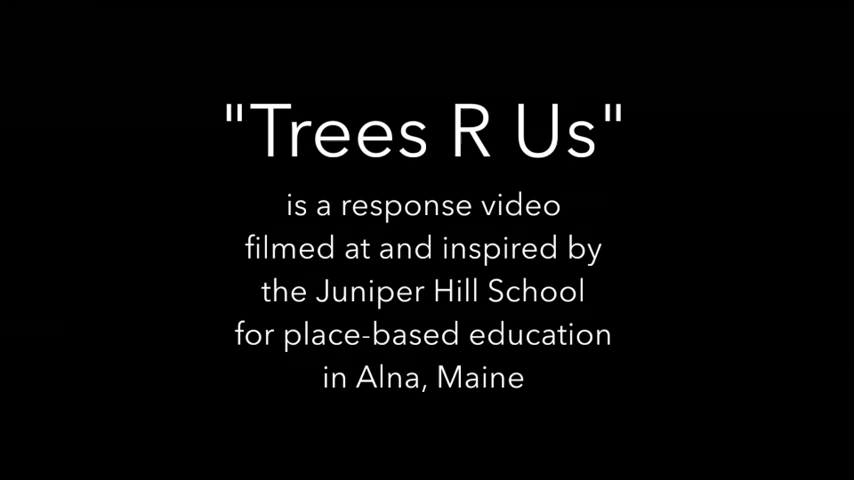 "Trees R Us"
is a response video
filmed at and inspired by
the Juniper Hill School
for place-based education
in Alna, Maine